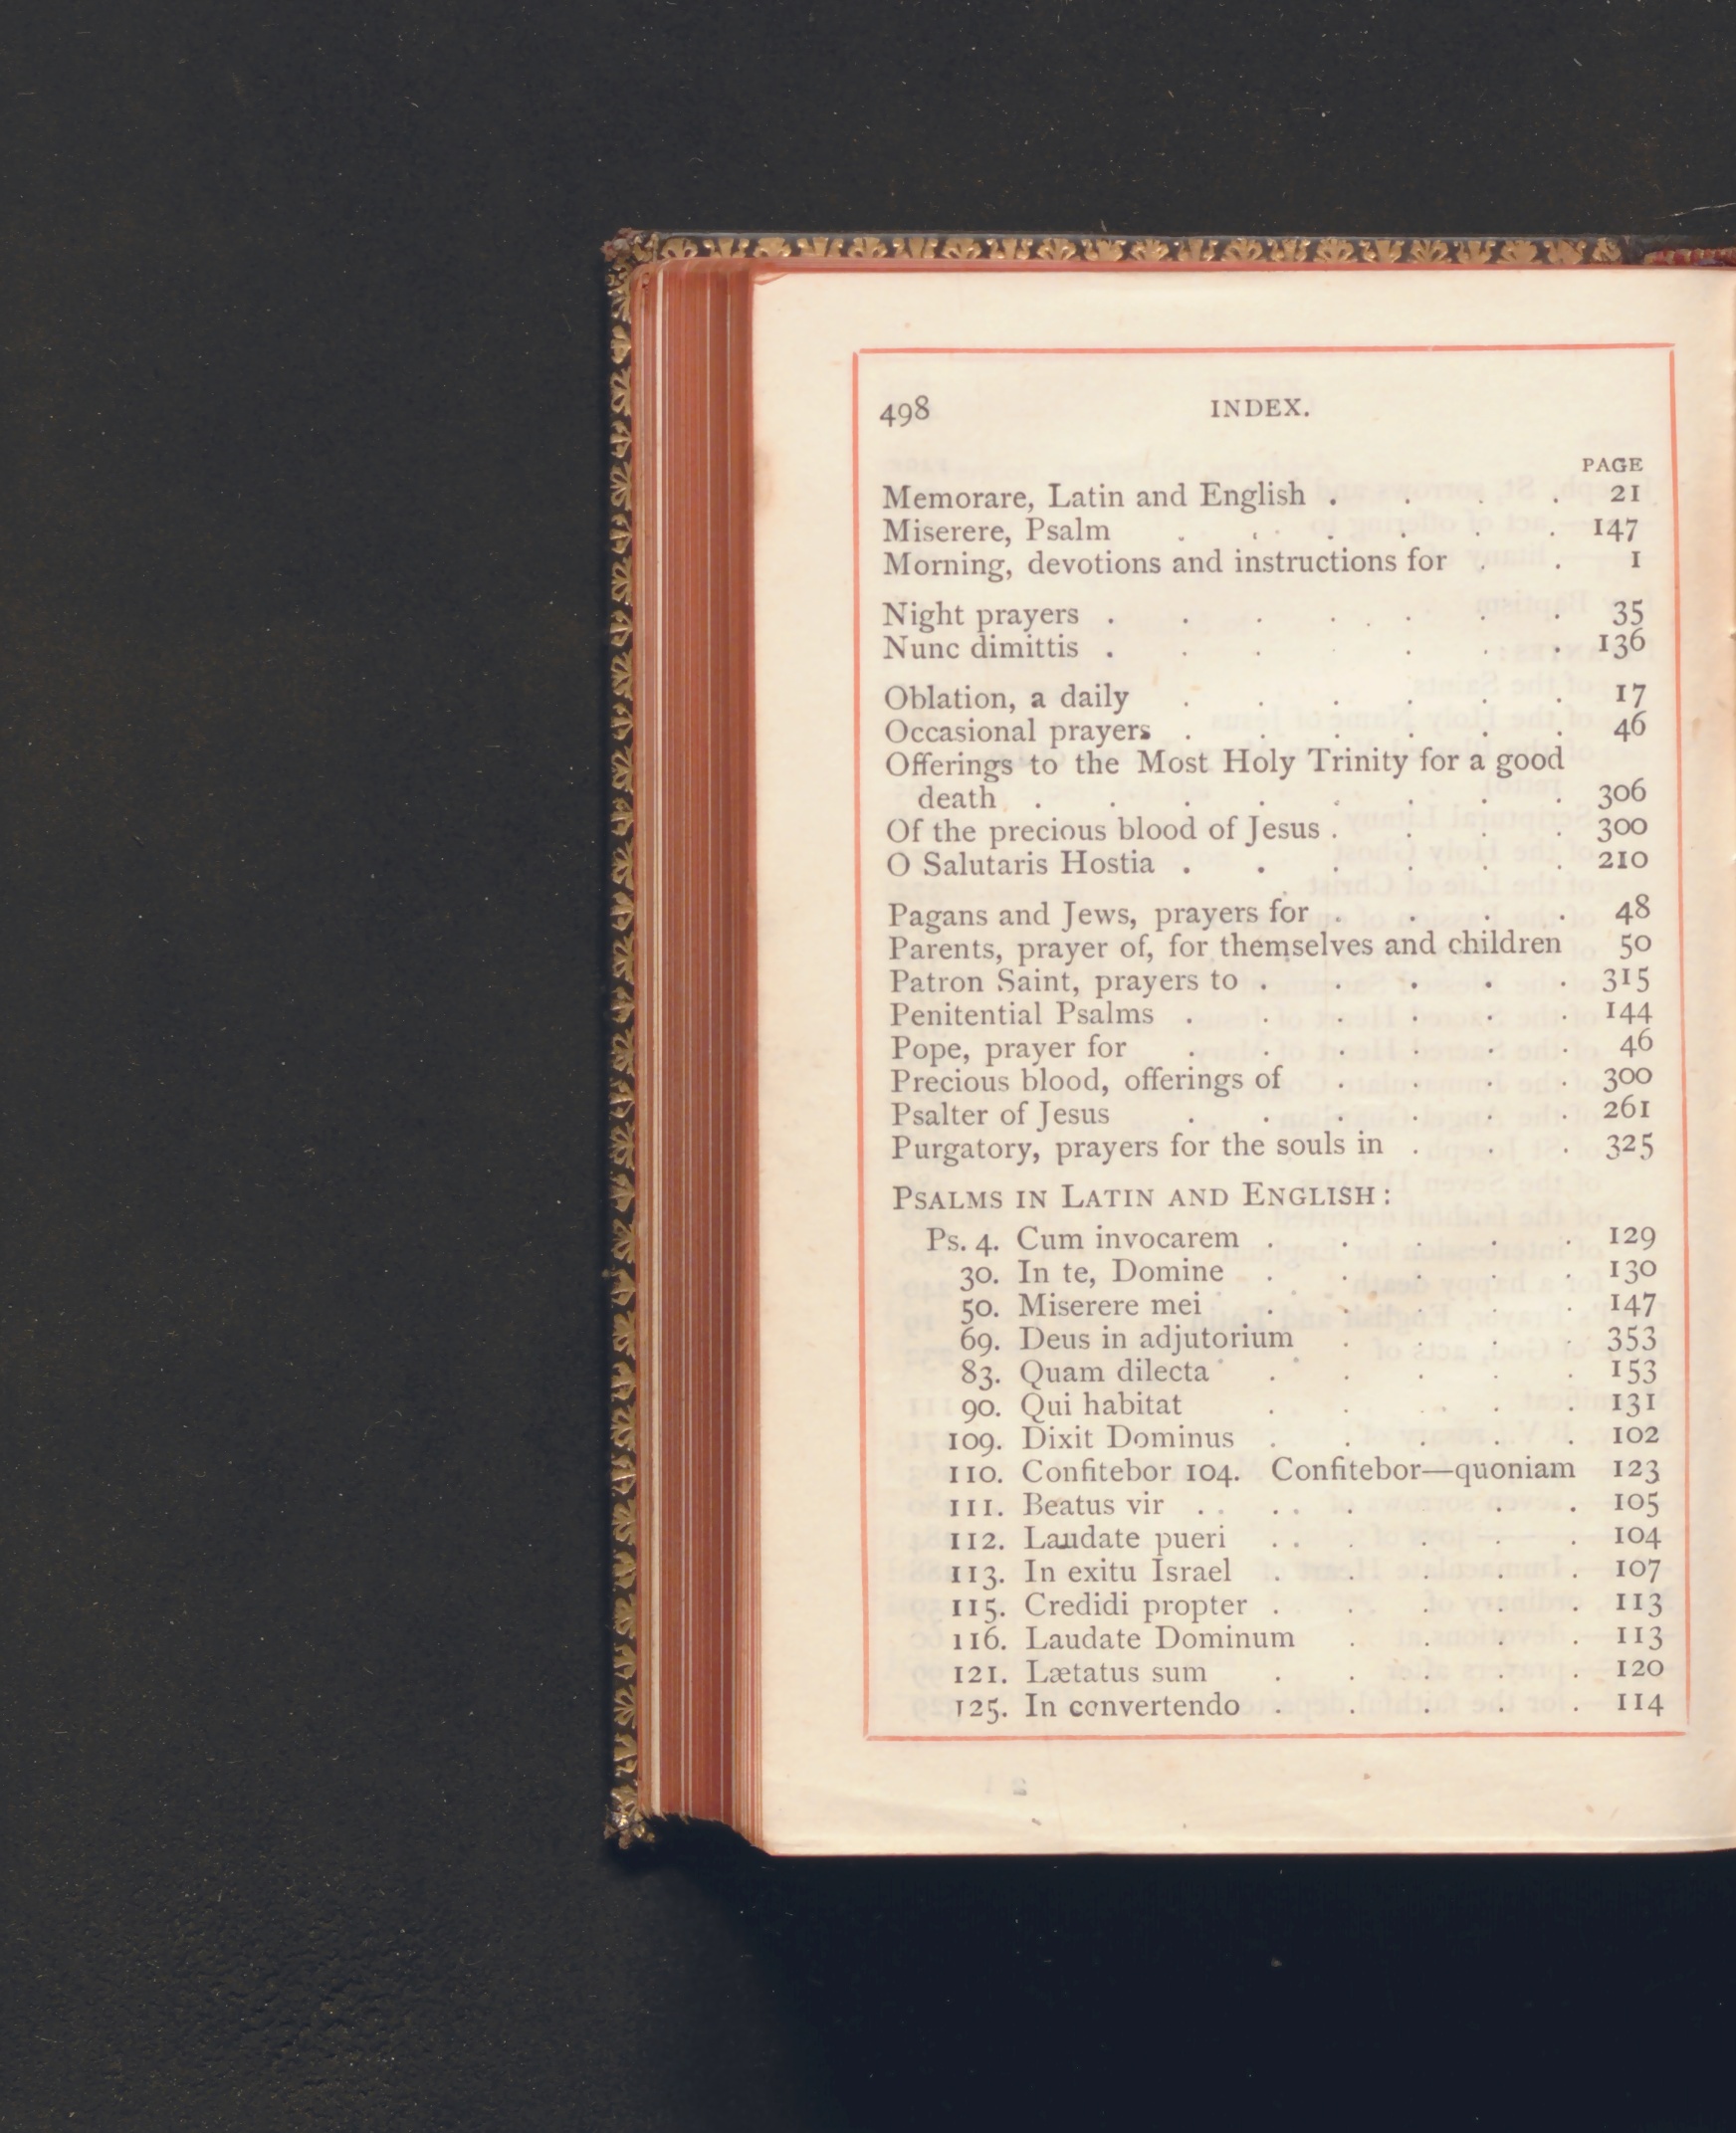 498 INDEX.
PAGE
Memorare, Latin and English . . . . 21
Miserere, Psalm . . . . . . 147
Morning, devotions and instructions for . . 1
Night prayers . . . . . . . 35
Nunc dimittis . . . . . . 136
Oblation, a daily . . . . . . 17
Occasional prayers . . . . . . 46
Offerings to the Most Holy Trinity for a good
death . . . . . . . . 306
Of the precious blood of Jesus . . . . 300
O Salutaris Hostia . . . . . . 210
Pagans and Jews, prayers for . . . . 48
Parents, prayer of, for themselves and children 50
Patron Saint, prayers to . . . . . 315
Penitential Psalms . . . . . . 144
Pope, prayer for . . . . . . 46
Precious blood, offerings of . . . . 300
Psalter of Jesus . . . . . . 261
Purgatory, prayers for the souls in . . . 325
PSALMS IN LATIN AND ENGLISH:
Ps. 4. Cum invocarem . . . . . 129
30. In te, Domine . . . . . 130
50. Miserere mei . . . . . 147
69. Deus in adjutorium . . . . 353
83. Quam dilecta . . . . . 153
90. Qui habitat . . . . . 131
109. Dixit Dominus . . . . . 102
110. Confitebor 104. Confitebor—quoniam 123
111. Beatus vir . . . . . . 105
112. Laudate pueri . . . . . 104
113. In exitu Israel . . . . . 107
115. Credidi propter . . . . . 113
116. Laudate Dominum . . . . 113
121. Lætatus sum . . . . . 120
125. In convertendo . . . . . 114